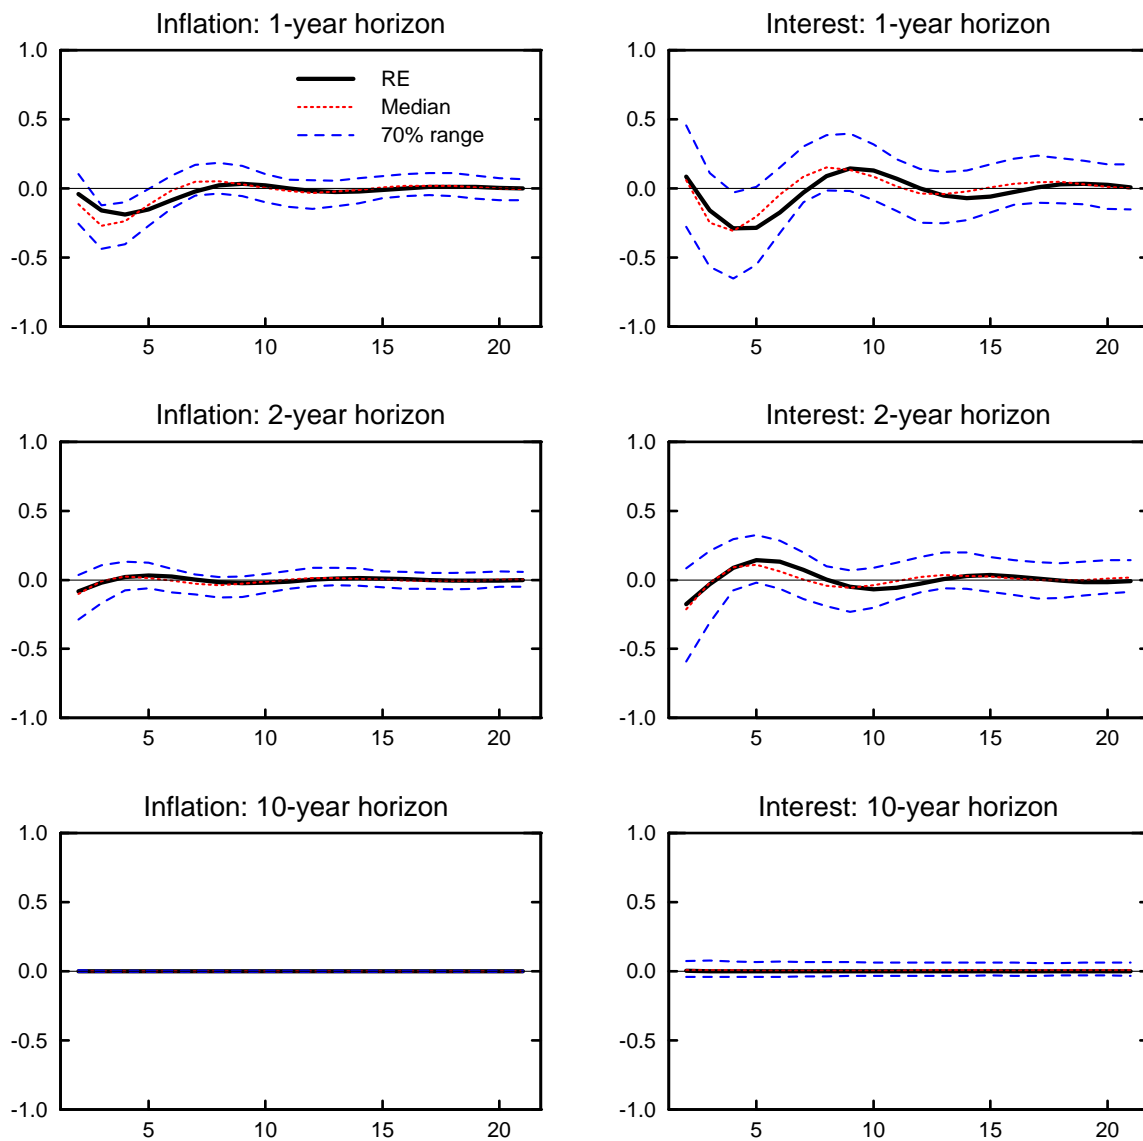 Inflation: 1-year horizon
1.0
0.5
0.0
-0.5
-1.0
5 10 15 20
RE
Median
70% range
Interest: 1-year horizon
1.0
0.5
0.0
-0.5
-1.0
5 10 15 20
Inflation: 2-year horizon
1.0
0.5
0.0
-0.5
-1.0
5 10 15 20
Interest: 2-year horizon
1.0
0.5
0.0
-0.5
-1.0
5 10 15 20
Inflation: 10-year horizon
1.0
0.5
0.0
-0.5
-1.0
5 10 15 20
Interest: 10-year horizon
1.0
0.5
0.0
-0.5
-1.0
5 10 15 20